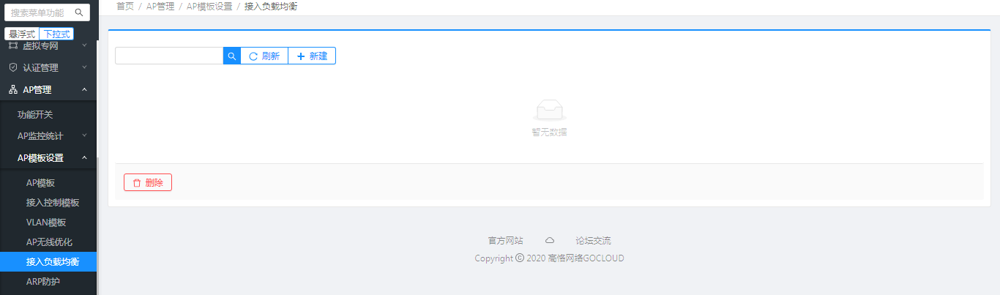 搜索菜单功能
悬浮式 下拉式
虚拟专网
认证管理
AP管理
功能开关
AP监控统计
AP模板设置
AP模板
接入控制模板
VLAN模板
AP无线优化
接入负载均衡
ARP防护
首页 / AP管理 / AP模板设置 / 接入负载均衡
刷新 新建
暂无数据
删除
官方网站 论坛交流
Copyright © 2020 高恪网络GOCLOUD